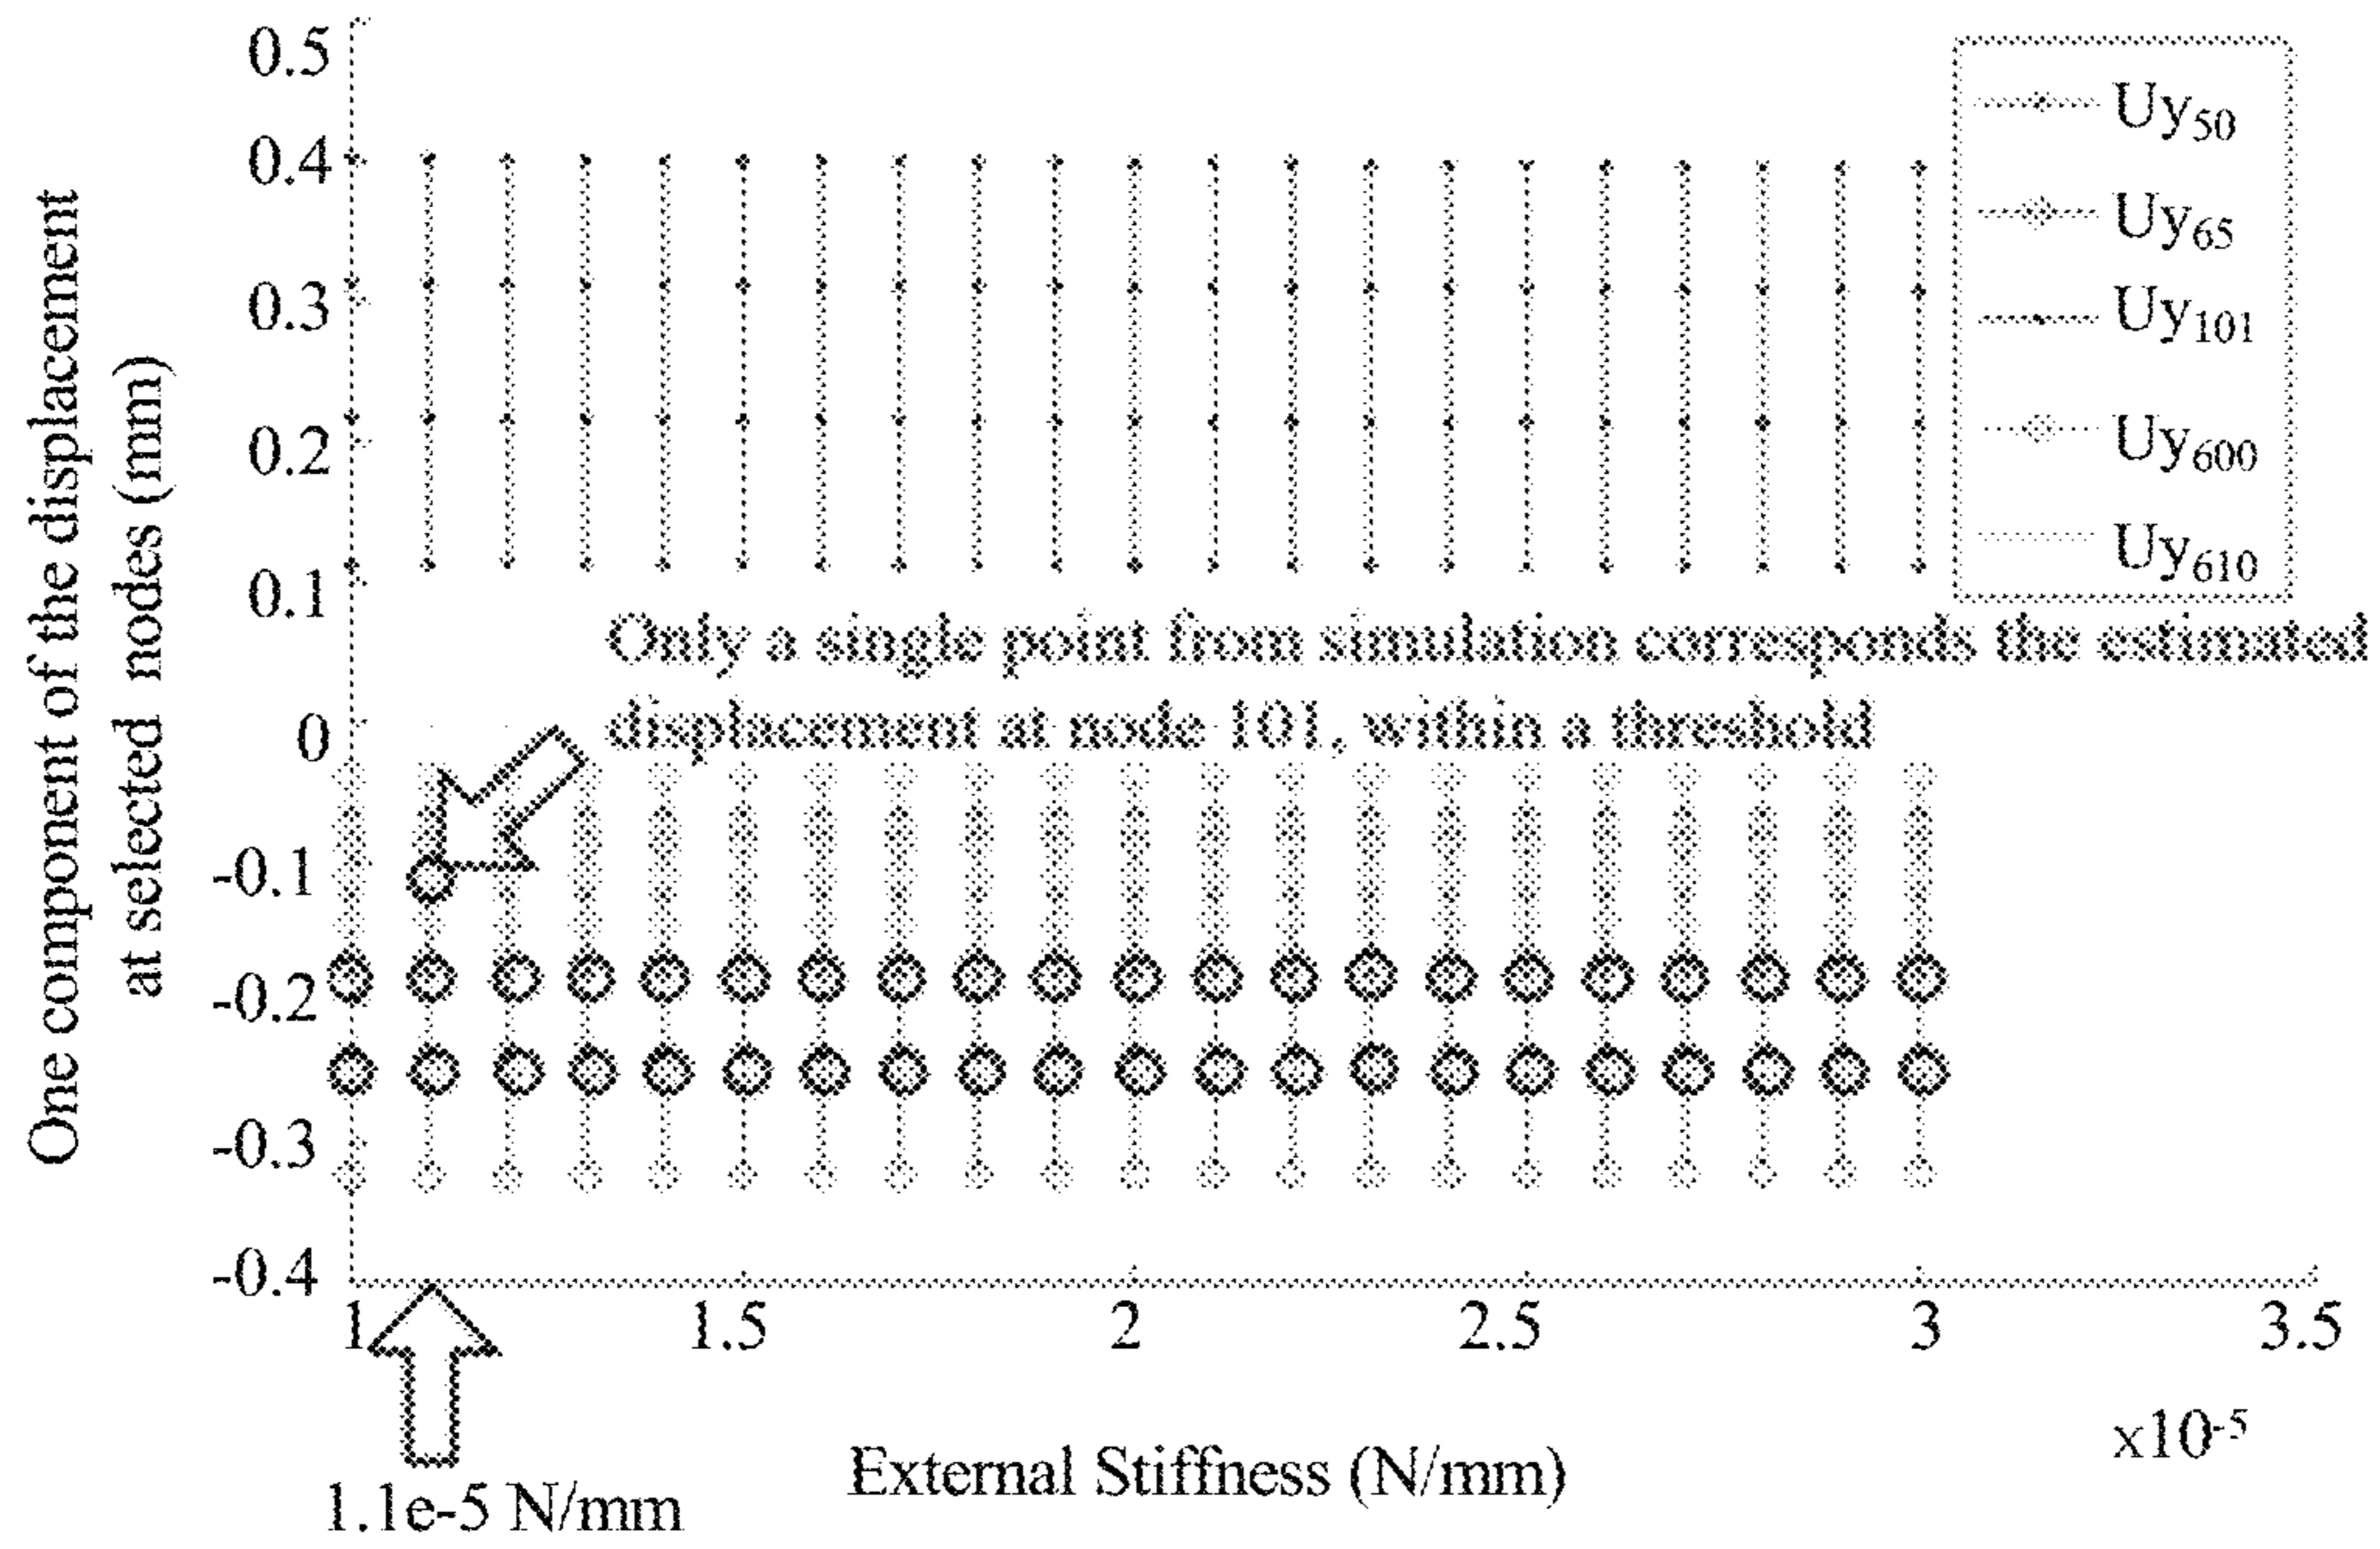 One component of the displacement
at selected nodes (mm)
0.5
0.4
0.3
0.2
0.1
0
-0.1
-0.2
-0.3
-0.4
Uy50
Uy65
Uy101
Uy600
Uy610
Only a single point from simulation corresponds the estimated
displacement at node 101, within a threshold
1 1.5 2 2.5 3 3.5
x10-5
External Stiffness (N/mm)
1.1e-5 N/mm